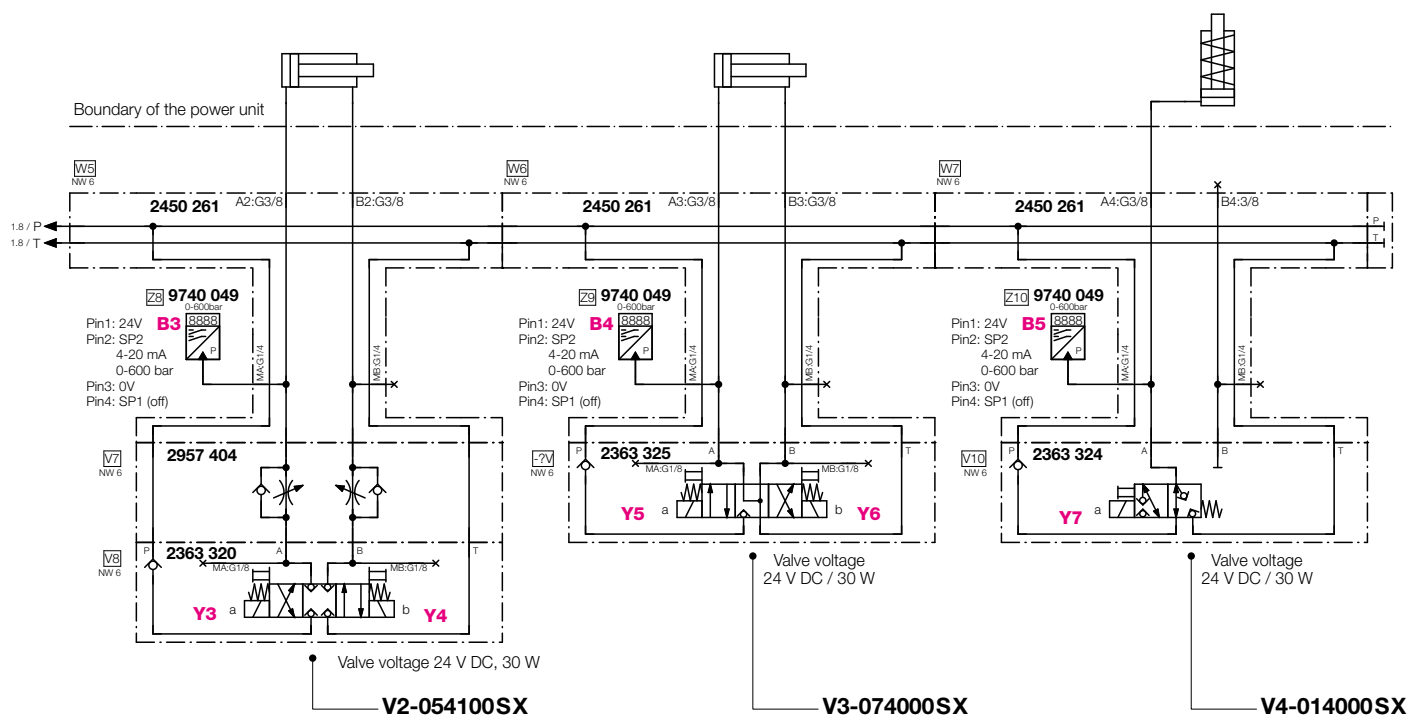 Boundary of the power unit
W5
NW 6
W6
NW 6
W7
NW 6
2450 261
A2:G3/8
B2:G3/8
2450 261
A3:G3/8
B3:G3/8
2450 261
A4:G3/8
B4:3/8
1.8 / P
1.8 / T
P
T
Z8 9740 049
0-600bar
8888
B3
P
Pin1: 24V
Pin2: SP2
4-20 mA
0-600 bar
Pin3: 0V
Pin4: SP1 (off)
MA:G1/4
MB:G1/4
Z9 9740 049
0-600bar
8888
B4
P
Pin1: 24V
Pin2: SP2
4-20 mA
0-600 bar
Pin3: 0V
Pin4: SP1 (off)
MA:G1/4
MB:G1/4
Z10 9740 049
0-600bar
8888
B5
P
Pin1: 24V
Pin2: SP2
4-20 mA
0-600 bar
Pin3: 0V
Pin4: SP1 (off)
MA:G1/4
MB:G1/4
V7
NW 6
2957 404
-?V
NW 6
P
2363 325
A
B
T
MA:G1/8
MB:G1/8
Y5
a
b
Y6
V10
NW 6
P
2363 324
A
B
T
Y7
a
V8
NW 6
P
2363 320
A
B
T
MA:G1/8
MB:G1/8
Y3
a
b
Y4
Valve voltage
24 V DC / 30 W
Valve voltage
24 V DC / 30 W
Valve voltage 24 V DC, 30 W
V2-054100SX
V3-074000SX
V4-014000SX